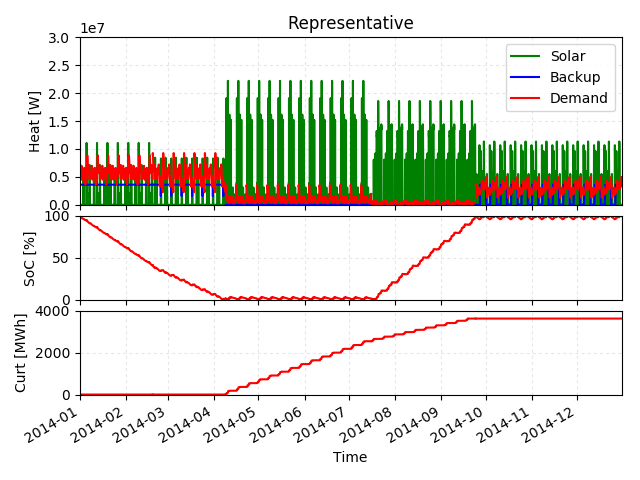 Representative
1e7
3.0
2.5
2.0
1.5
1.0
0.5
0.0
Heat [W]
Solar
Backup
Demand
100
50
0
SoC [%]
4000
2000
0
Curt [MWh]
2014-01
2014-02
2014-03
2014-04
2014-05
2014-06
2014-07
2014-08
2014-09
2014-10
2014-11
2014-12
Time